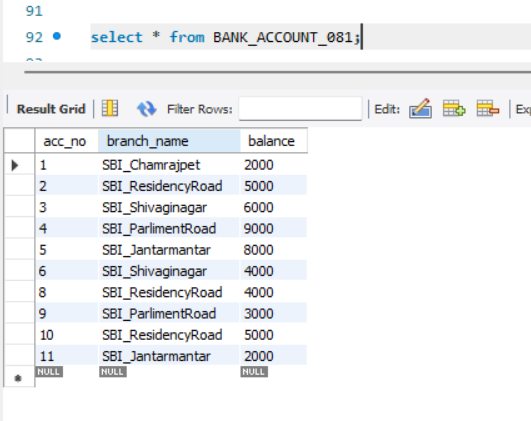 91
92 select * from BANK_ACCOUNT_081;
Result Grid Filter Rows: Edit:
acc_no branch_name balance
1 SBI_Chamrajpet 2000
2 SBI_ResidencyRoad 5000
3 SBI_Shivaginagar 6000
4 SBI_ParlimentRoad 9000
5 SBI_Jantarmantar 8000
6 SBI_Shivaginagar 4000
8 SBI_ResidencyRoad 4000
9 SBI_ParlimentRoad 3000
10 SBI_ResidencyRoad 5000
11 SBI_Jantarmantar 2000
NULL NULL NULL